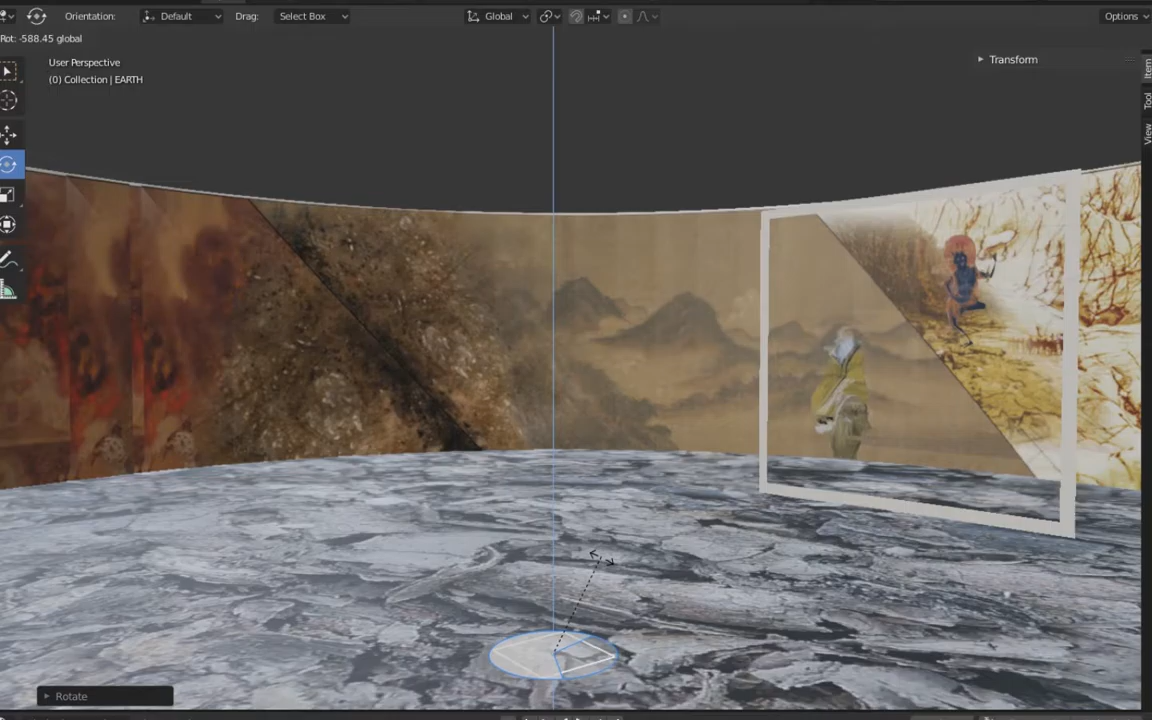 Orientation: Default Drag: Select Box Global Options
Rot: -588.45 global
User Perspective
(0) Collection | EARTH
Transform
Item
Tool
View
Rotate